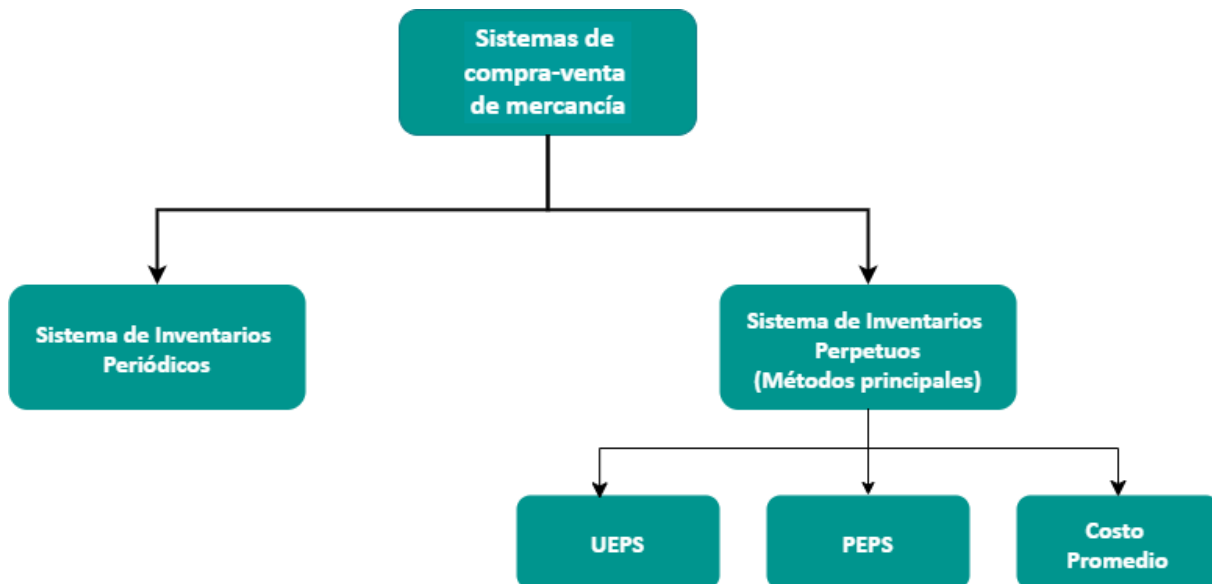 Sistemas de
compra-venta
de mercancía
Sistema de Inventarios
Periódicos
Sistema de Inventarios
Perpetuos
(Métodos principales)
UEPS
PEPS
Costo
Promedio